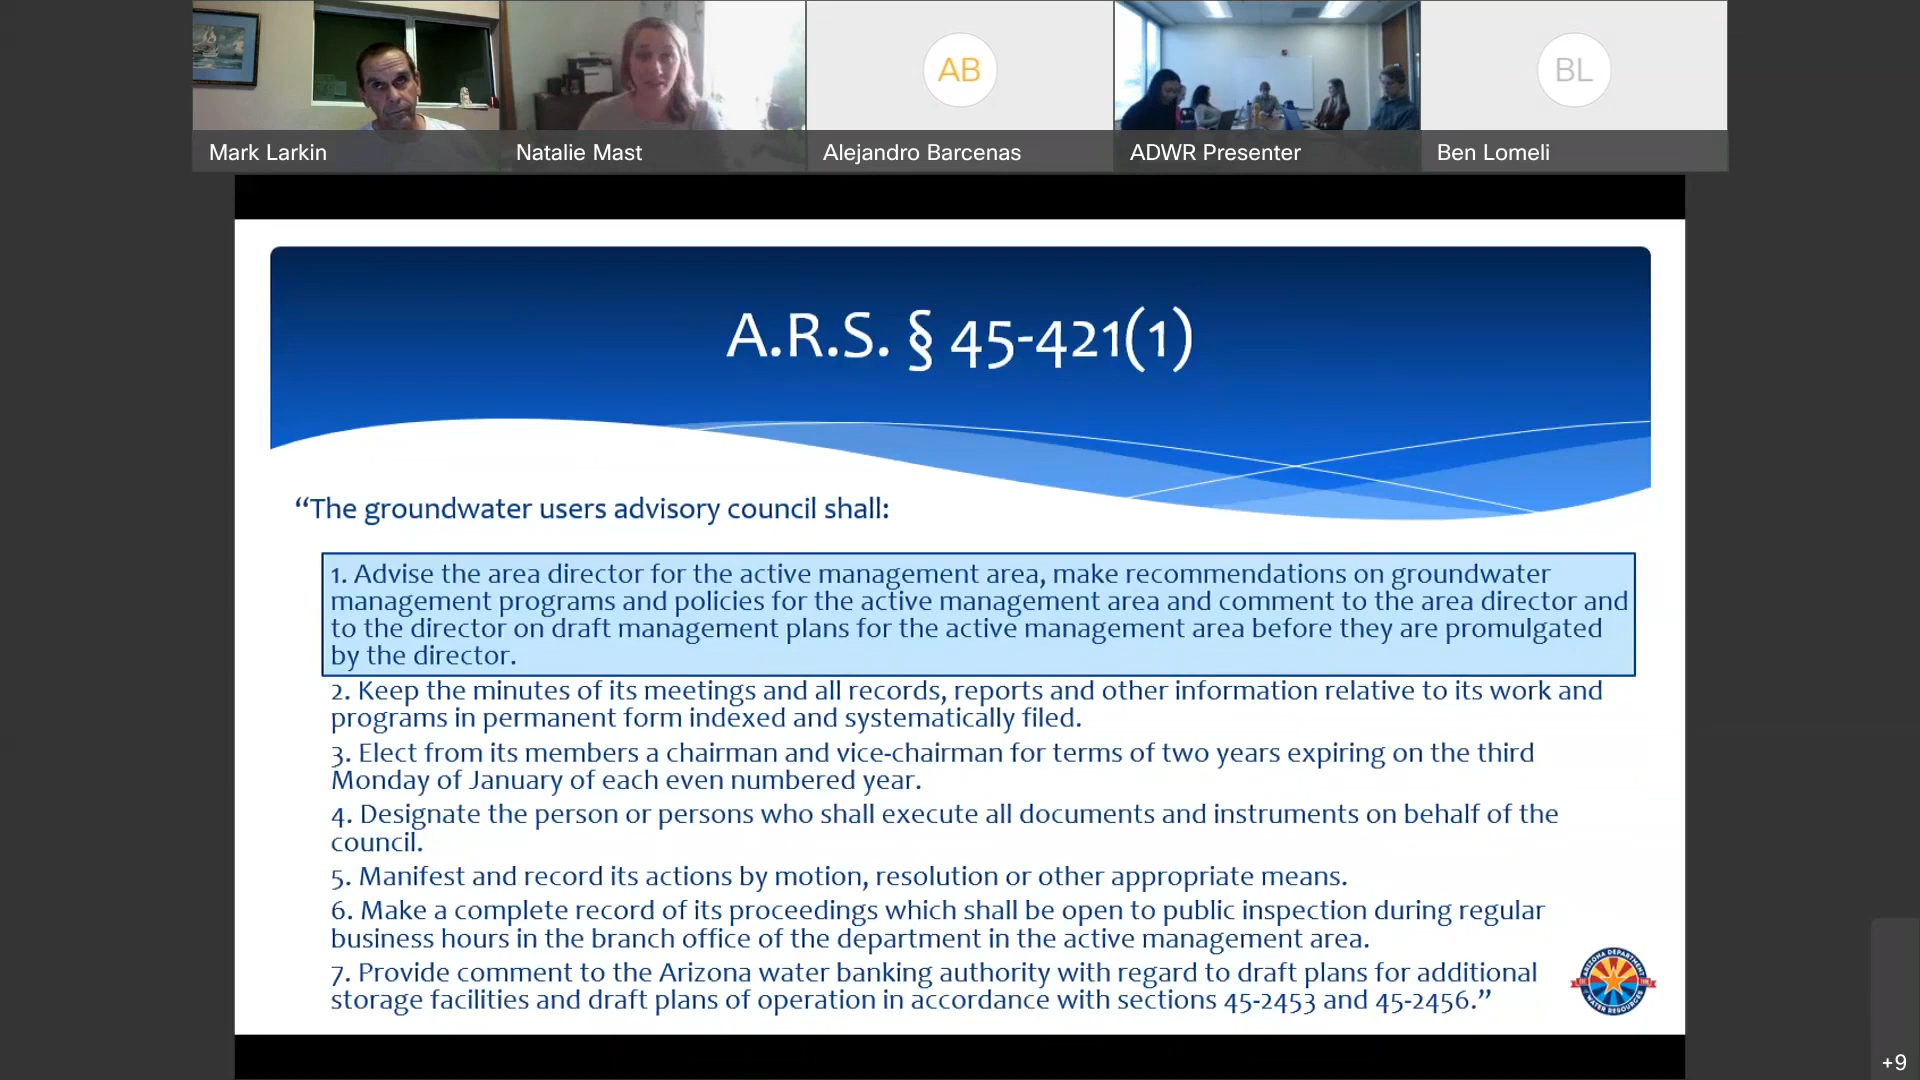 AB
BL
Mark Larkin
Natalie Mast
Alejandro Barcenas
ADWR Presenter
Ben Lomeli
A.R.S. § 45-421(1)
“The groundwater users advisory council shall:
1. Advise the area director for the active management area, make recommendations on groundwater
management programs and policies for the active management area and comment to the area director and
to the director on draft management plans for the active management area before they are promulgated
by the director.
2. Keep the minutes of its meetings and all records, reports and other information relative to its work and
programs in permanent form indexed and systematically filed.
3. Elect from its members a chairman and vice-chairman for terms of two years expiring on the third
Monday of January of each even numbered year.
4. Designate the person or persons who shall execute all documents and instruments on behalf of the
council.
5. Manifest and record its actions by motion, resolution or other appropriate means.
6. Make a complete record of its proceedings which shall be open to public inspection during regular
business hours in the branch office of the department in the active management area.
7. Provide comment to the Arizona water banking authority with regard to draft plans for additional
storage facilities and draft plans of operation in accordance with sections 45-2453 and 45-2456.”
ARIZONA DEPARTMENT
WATER RESOURCES
+9